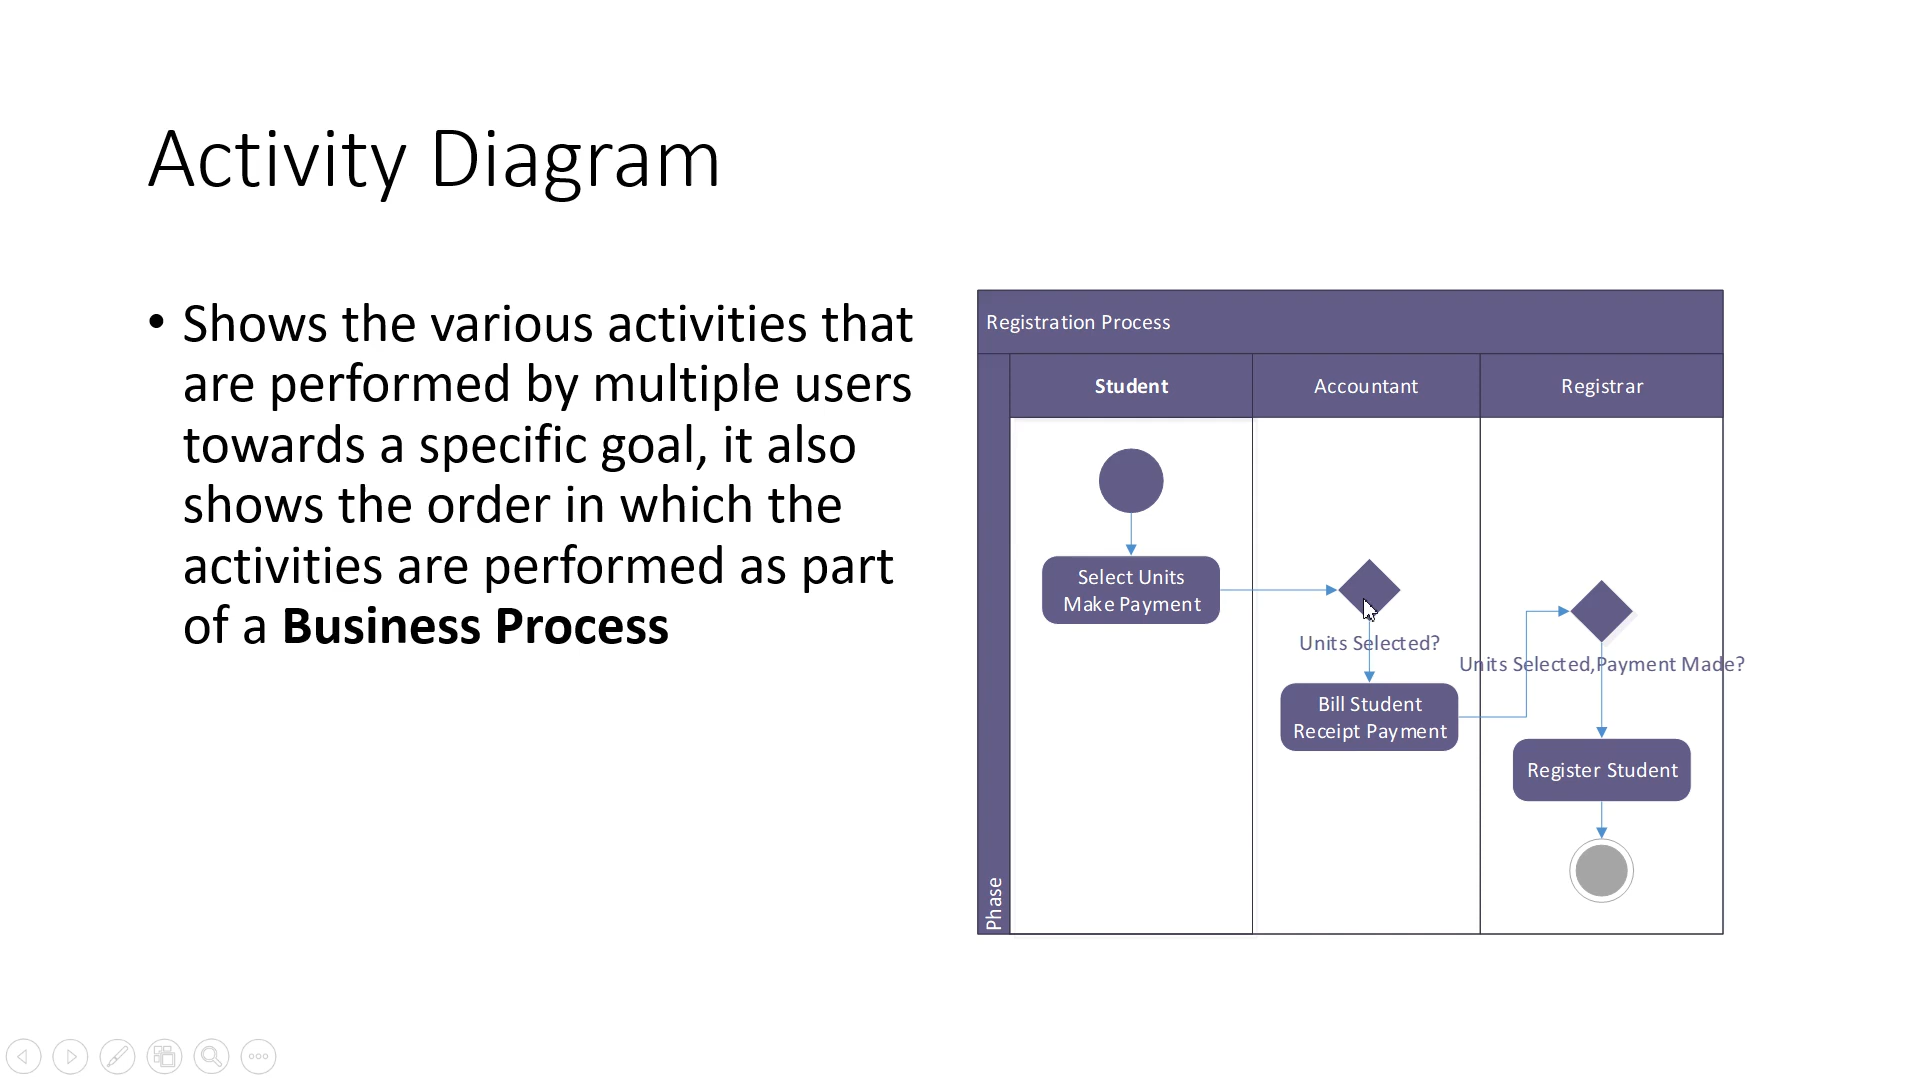 Activity Diagram
• Shows the various activities that
are performed by multiple users
towards a specific goal, it also
shows the order in which the
activities are performed as part
of a Business Process
Registration Process
Student
Accountant
Registrar
Select Units
Make Payment
Units Selected?
Bill Student
Receipt Payment
Units Selected,Payment Made?
Register Student
Phase